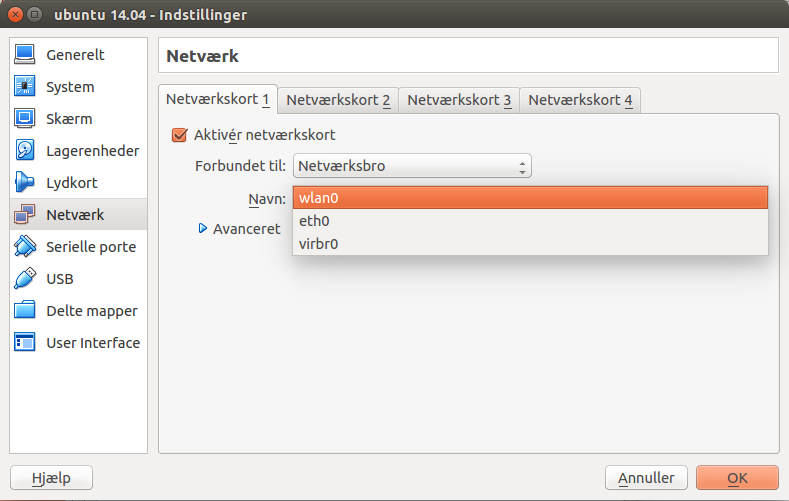 ubuntu 14.04 - Indstillinger
Generelt
System
Skærm
Lagerenheder
Lydkort
Netværk
Serielle porte
USB
Delte mapper
User Interface
Netværk
Netværkskort 1 Netværkskort 2 Netværkskort 3 Netværkskort 4
Aktivér netværkskort
Forbundet til: Netværksbro
Navn: wlan0
eth0
virbr0
Avanceret
Hjælp Annuller OK